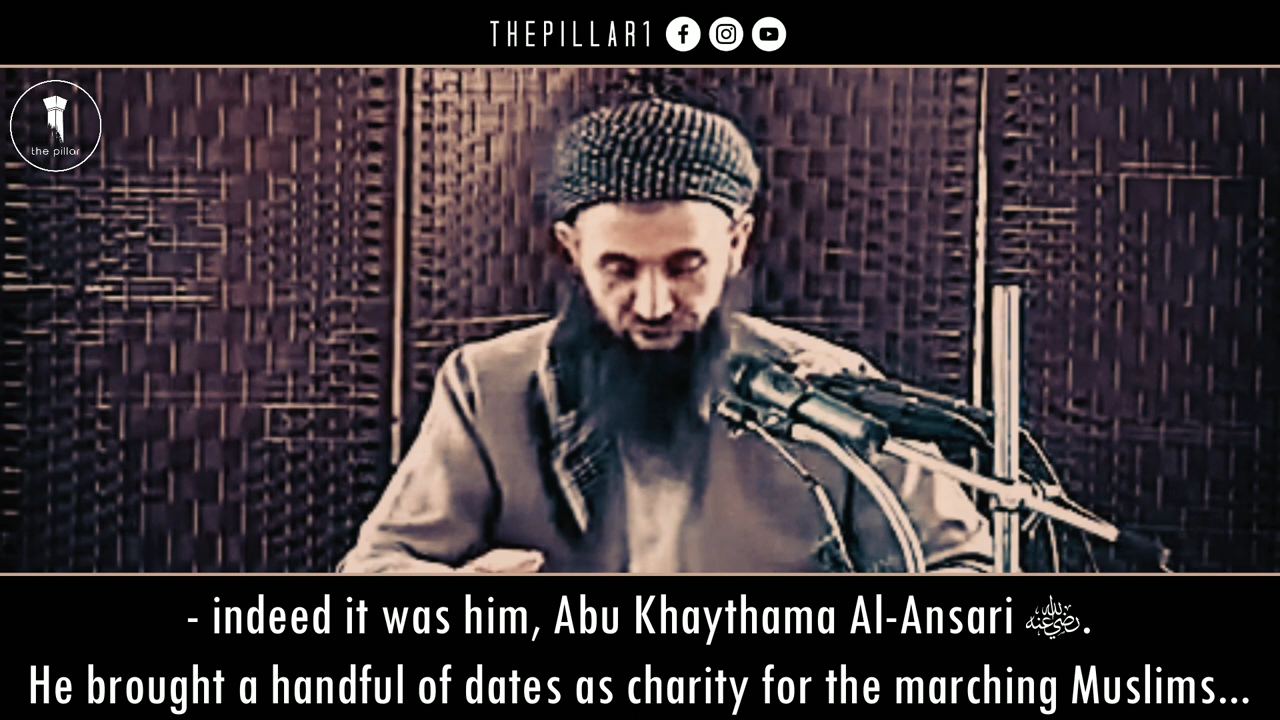 THEPILLAR1
the pillar
- indeed it was him, Abu Khaythama Al-Ansari رضي الله عنه.
He brought a handful of dates as charity for the marching Muslims...